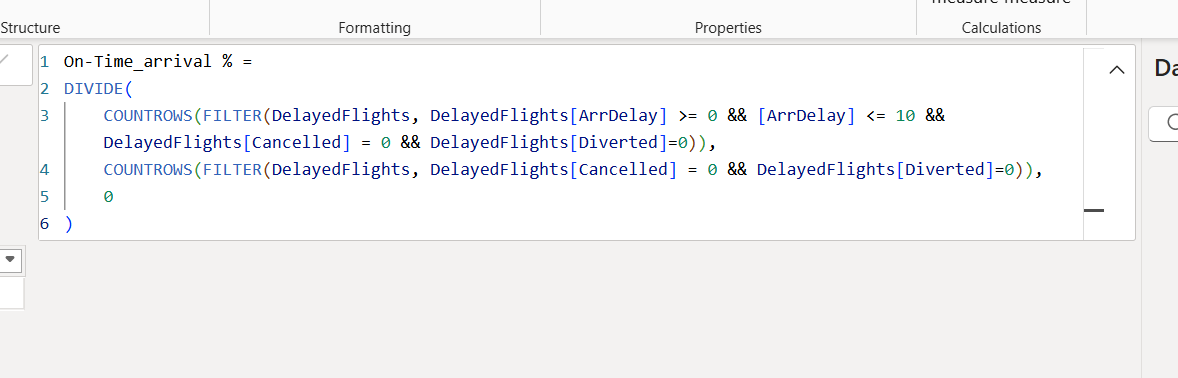 measure measure
Structure Formatting Properties Calculations
1 On-Time_arrival % =
2 DIVIDE(
3 COUNTROWS(FILTER(DelayedFlights, DelayedFlights[ArrDelay] >= 0 && [ArrDelay] <= 10 &&
DelayedFlights[Cancelled] = 0 && DelayedFlights[Diverted]=0)),
4 COUNTROWS(FILTER(DelayedFlights, DelayedFlights[Cancelled] = 0 && DelayedFlights[Diverted]=0)),
5 0
6 )
Da